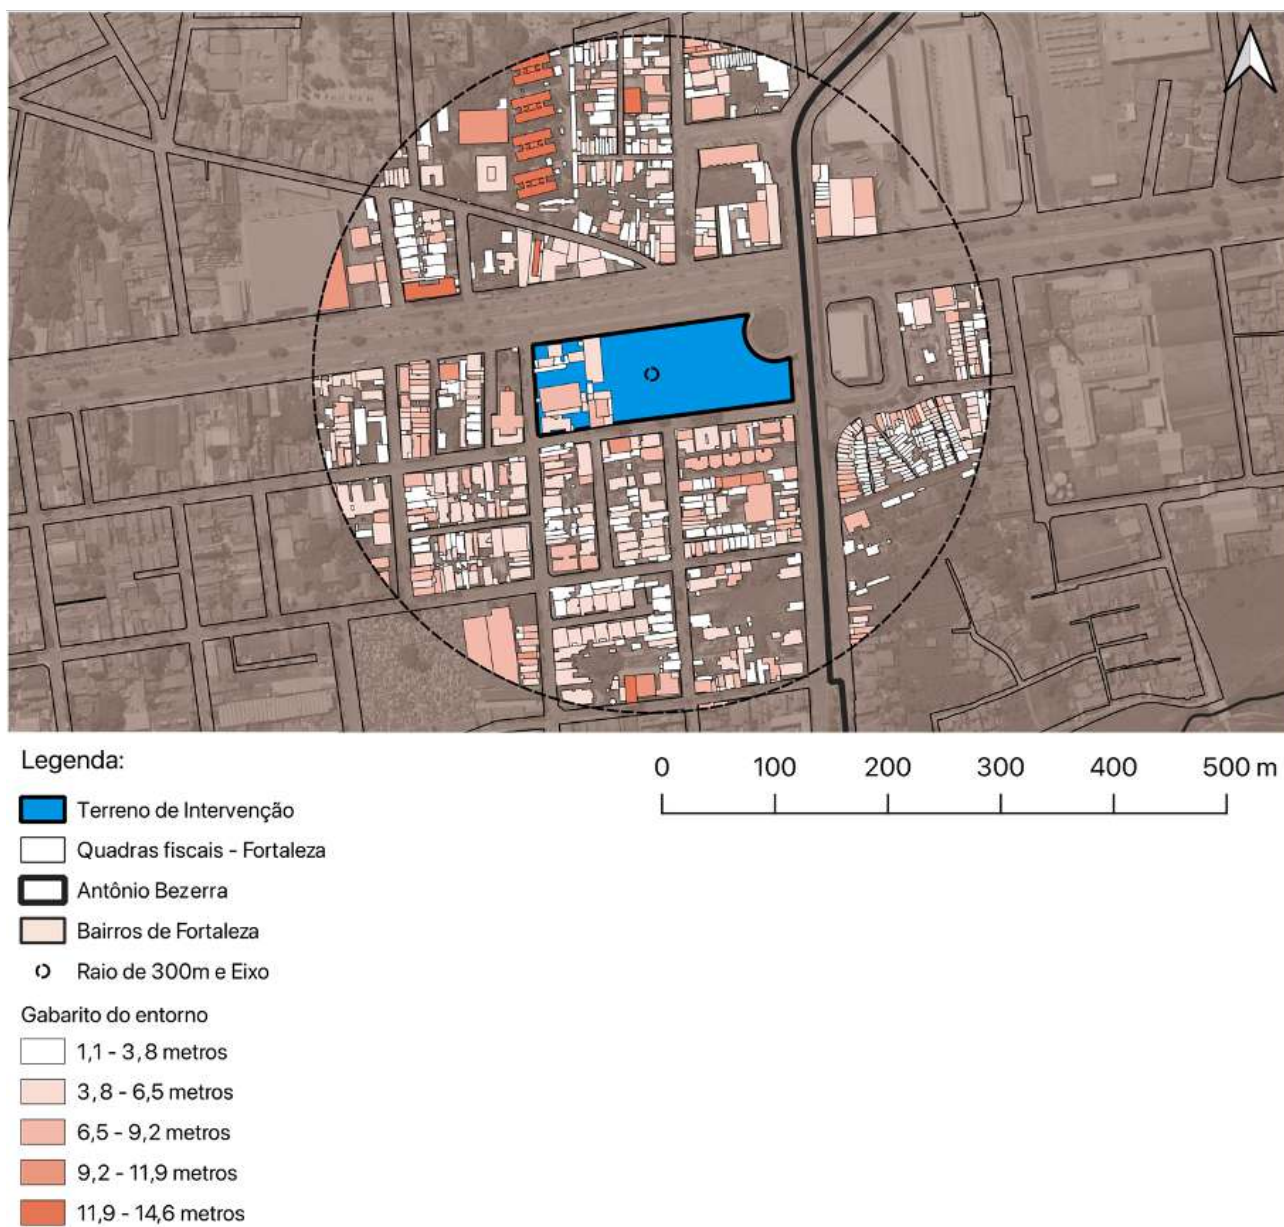 Legenda:
Terreno de Intervenção
Quadras fiscais - Fortaleza
Antônio Bezerra
Bairros de Fortaleza
Raio de 300m e Eixo
Gabarito do entorno
1,1 - 3,8 metros
3,8 - 6,5 metros
6,5 - 9,2 metros
9,2 - 11,9 metros
11,9 - 14,6 metros
0 100 200 300 400 500 m